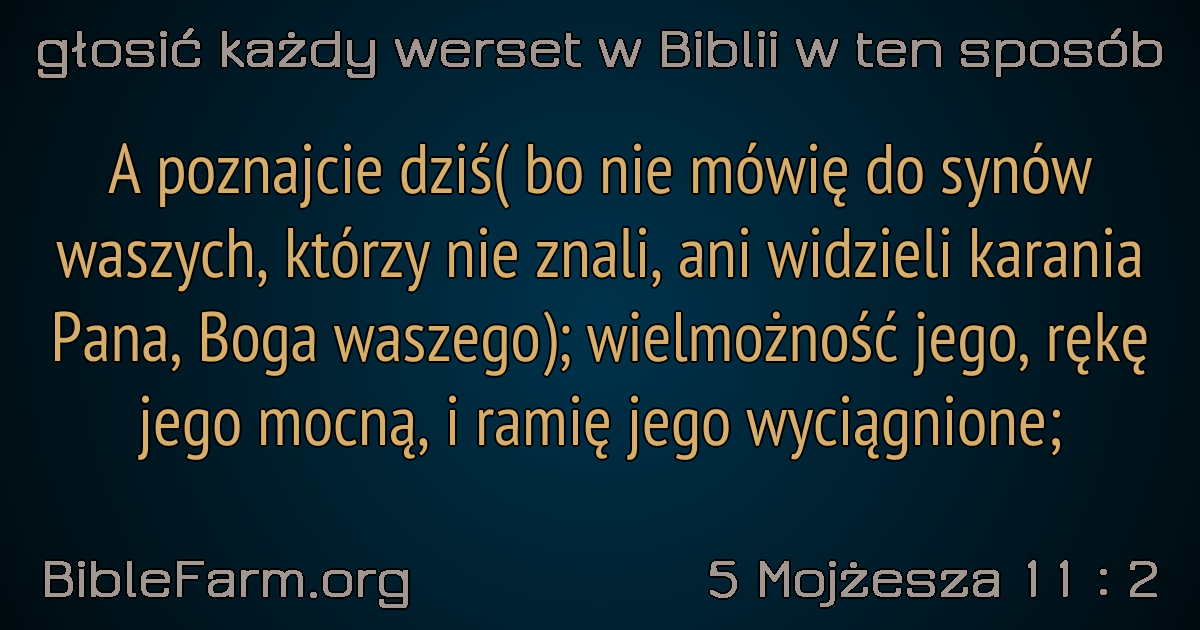 głosić każdy werset w Biblii w ten sposób
A poznajcie dziś( bo nie mówię do synów
waszych, którzy nie znali, ani widzieli karania
Pana, Boga waszego); wielmożność jego, rękę
jego mocną, i ramię jego wyciągnione;
BibleFarm.org
5 Mojżesza 11 : 2